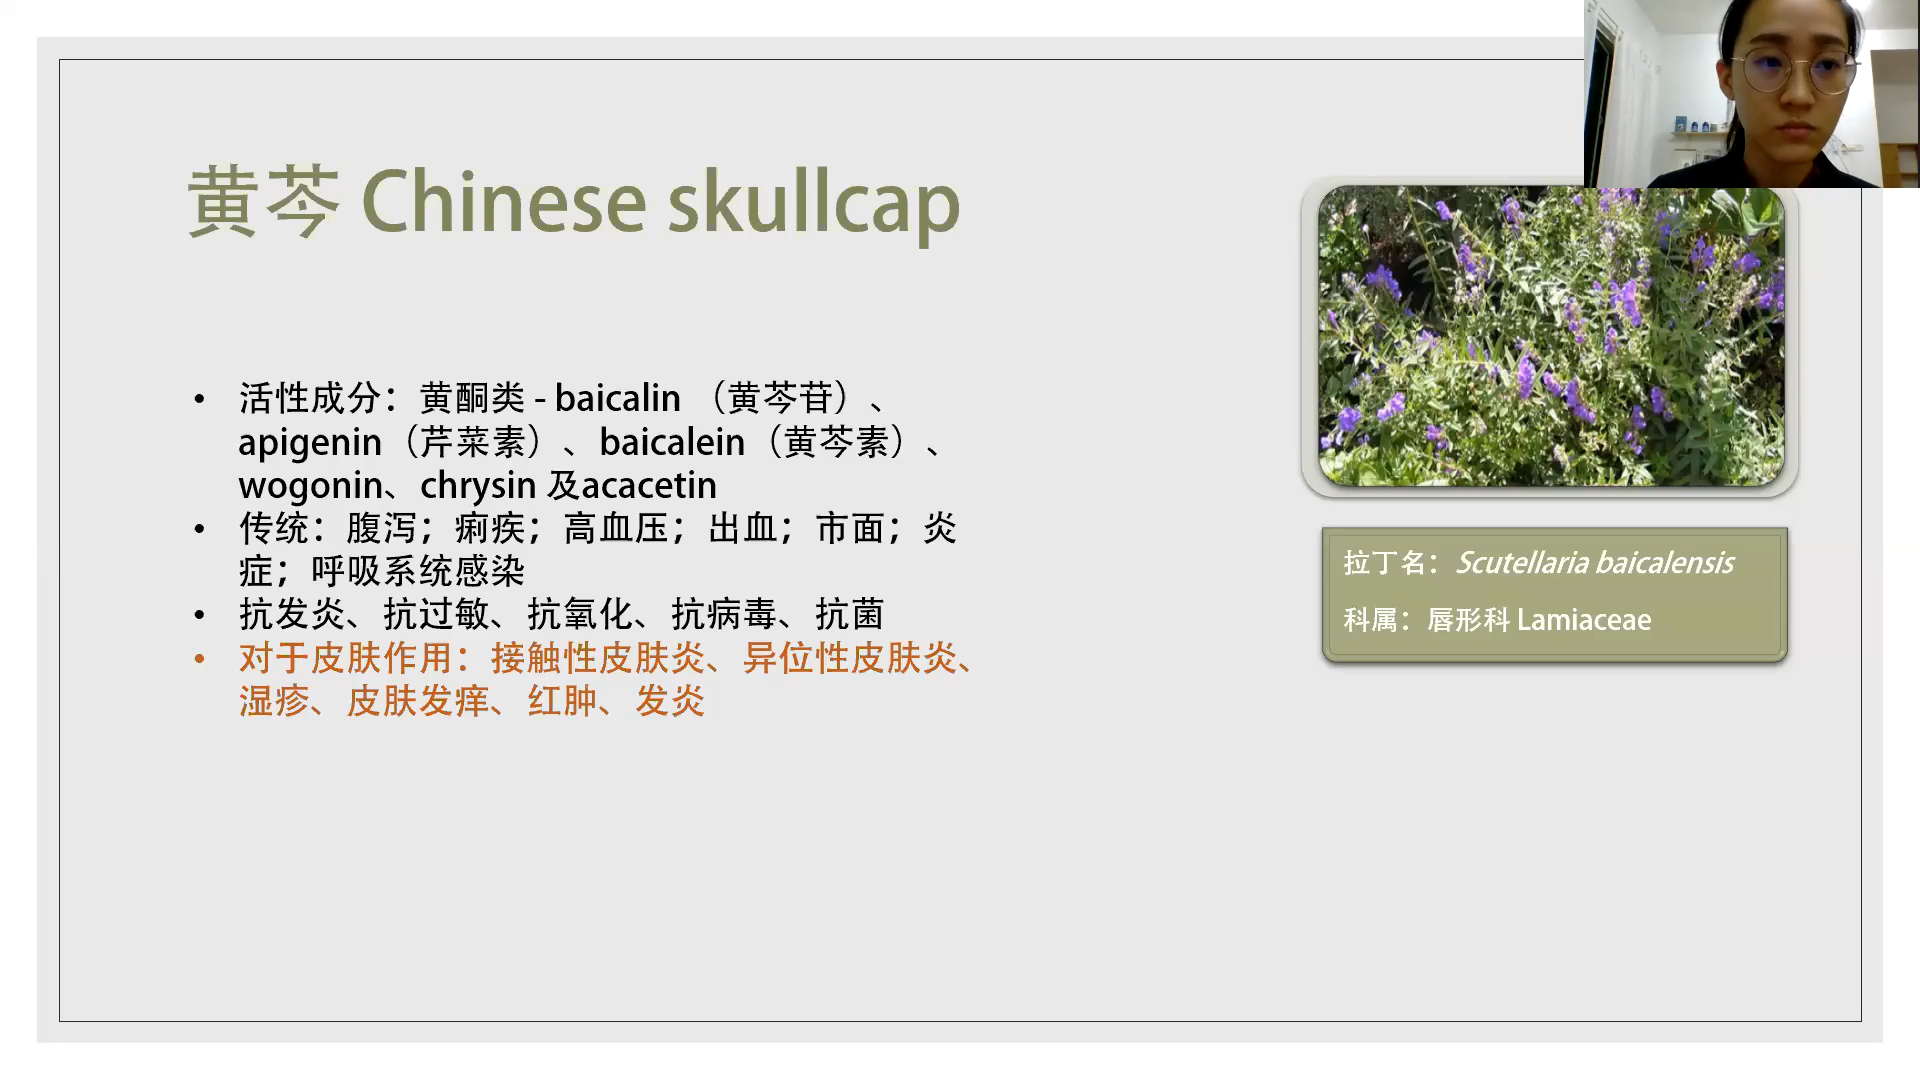 黄芩 Chinese skullcap
• 活性成分：黄酮类 - baicalin （黄芩苷）、
apigenin（芹菜素）、baicalein（黄芩素）、
wogonin、chrysin 及acacetin
• 传统：腹泻；痢疾；高血压；出血；市面；炎
症；呼吸系统感染
• 抗发炎、抗过敏、抗氧化、抗病毒、抗菌
• 对于皮肤作用：接触性皮肤炎、异位性皮肤炎、
湿疹、皮肤发痒、红肿、发炎
拉丁名：Scutellaria baicalensis
科属：唇形科 Lamiaceae